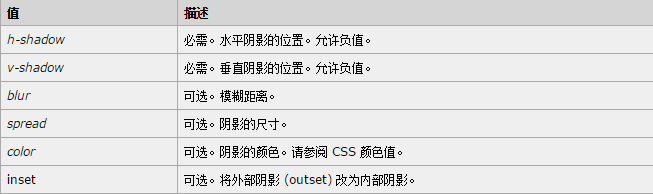 值 描述
h-shadow 必需。水平阴影的位置。允许负值。
v-shadow 必需。垂直阴影的位置。允许负值。
blur 可选。模糊距离。
spread 可选。阴影的尺寸。
color 可选。阴影的颜色。请参阅 CSS 颜色值。
inset 可选。将外部阴影 (outset) 改为内部阴影。